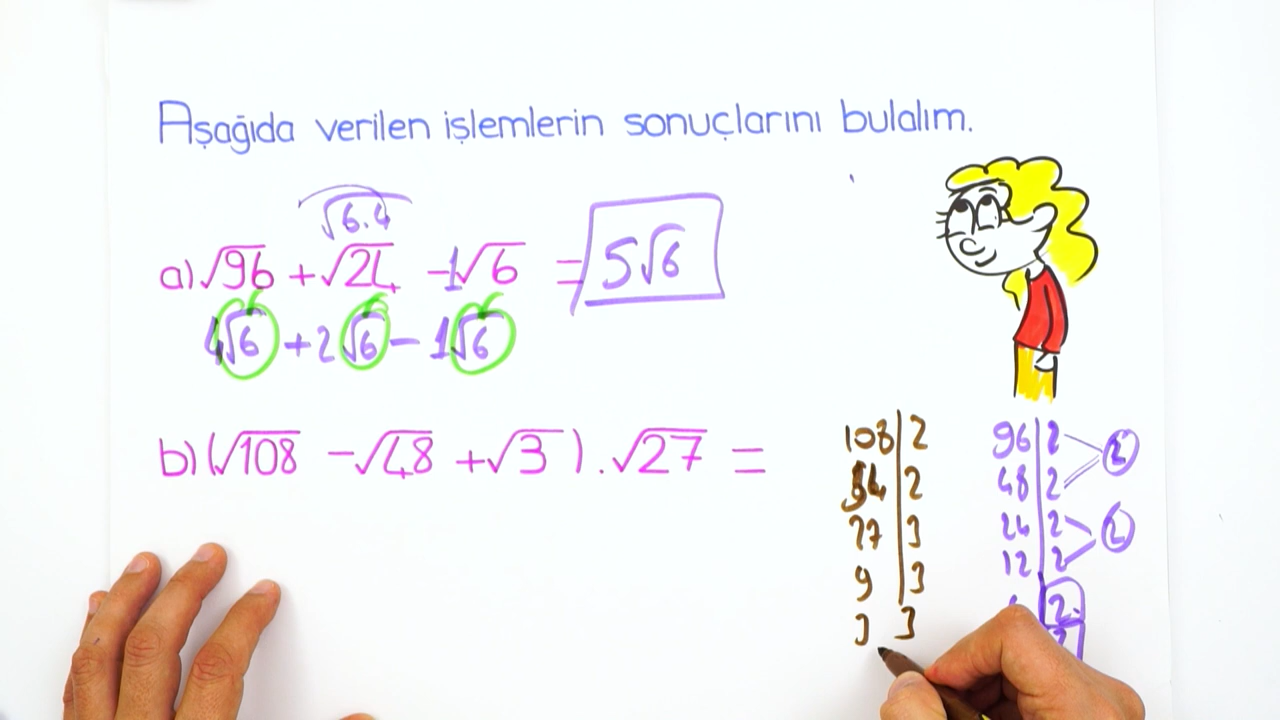 Aşağıda verilen işlemlerin sonuçlarını bulalım.
√6.4
a) √96 + √24 - 1√6 = 5√6
4√6 + 2√6 - 1√6
b) (√108 - √48 + √3) . √27 =
108 2
54 2
27 3
9 3
3 3
96 2 2
48 2
24 2 2
12 2
2